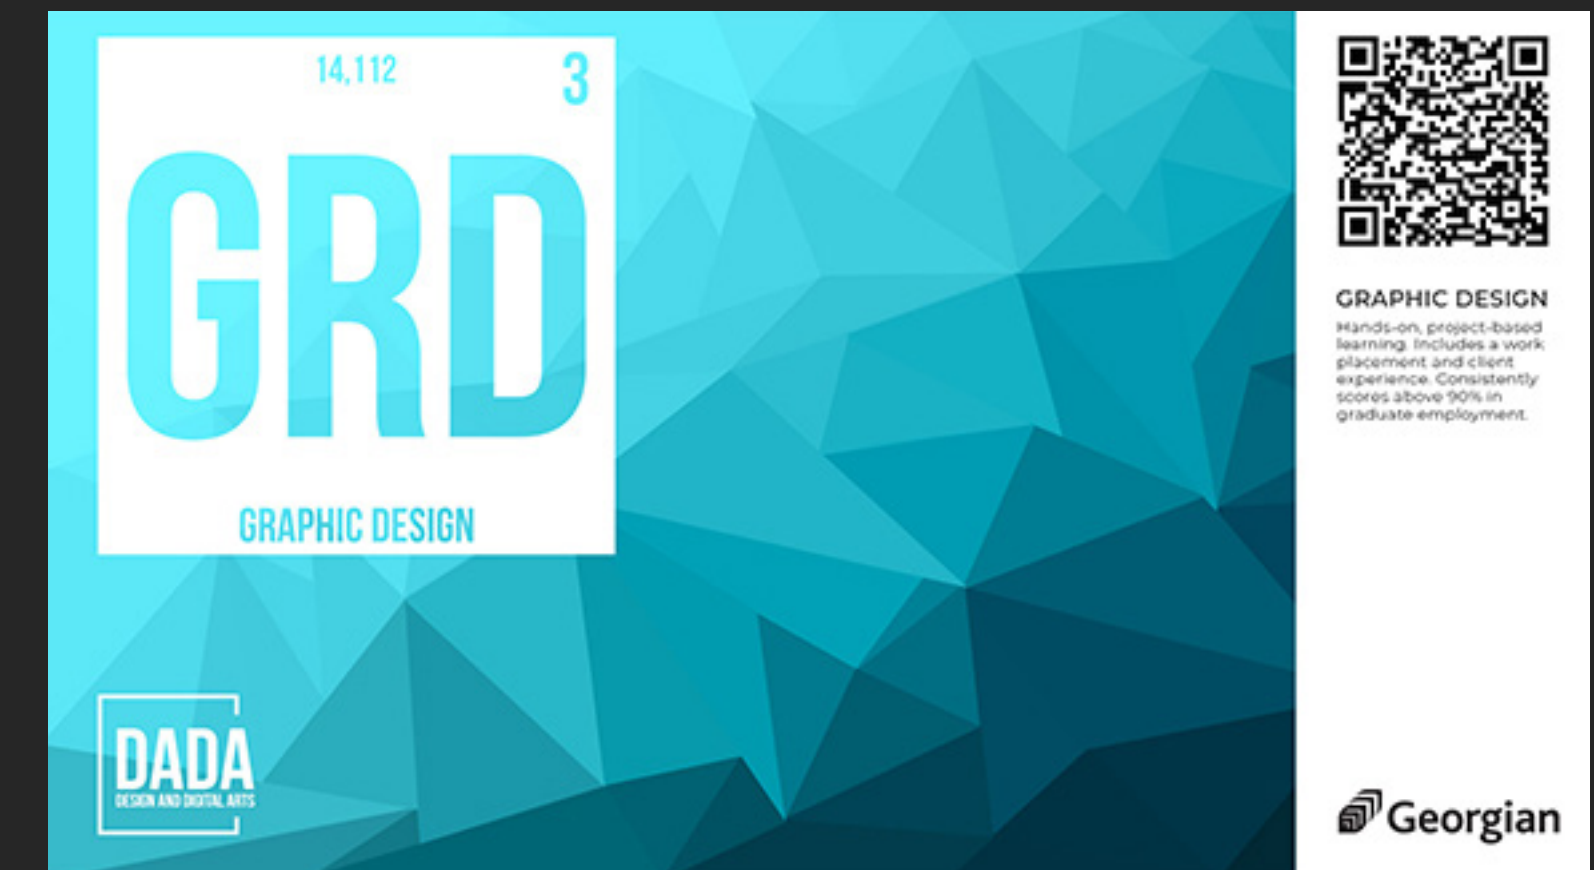 14,112
3
GRD
GRAPHIC DESIGN
DADA
DESIGN AND DIGITAL ARTS
GRAPHIC DESIGN
Hands-on, project-based
learning. Includes a work
placement and client
experience. Consistently
scores above 90% in
graduate employment.
Georgian